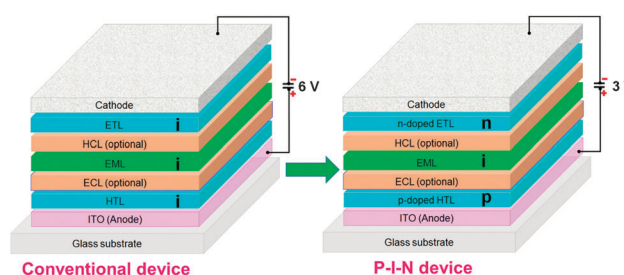 Cathode
ETL i
HCL (optional)
EML i
ECL (optional)
HTL i
ITO (Anode)
Glass substrate
- 6 V
+
Conventional device
Cathode
n-doped ETL n
HCL (optional)
EML i
ECL (optional)
p-doped HTL p
ITO (Anode)
Glass substrate
- 3
+
P-I-N device